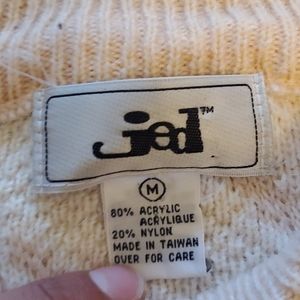 jed™
M
80% ACRYLIC
ACRYLIQUE
20% NYLON
MADE IN TAIWAN
OVER FOR CARE